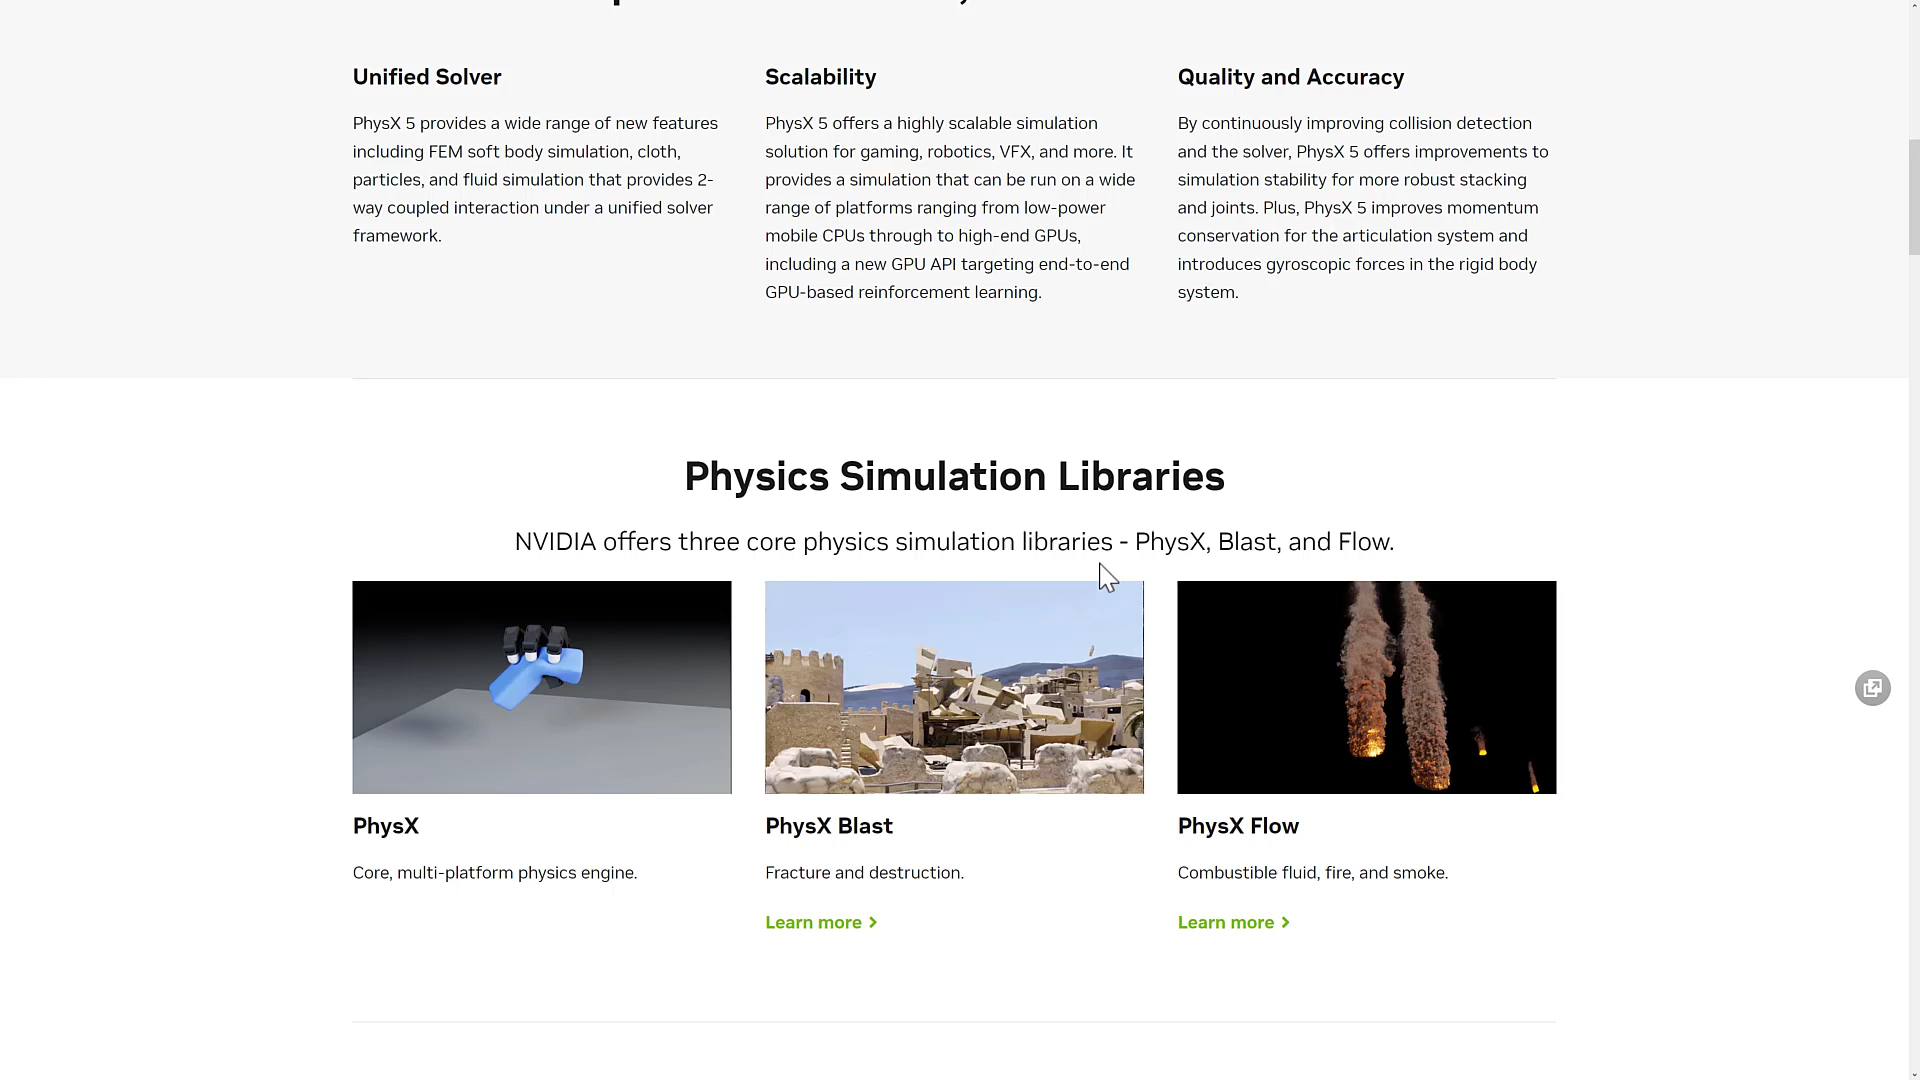 Unified Solver
PhysX 5 provides a wide range of new features
including FEM soft body simulation, cloth,
particles, and fluid simulation that provides 2-
way coupled interaction under a unified solver
framework.
Scalability
PhysX 5 offers a highly scalable simulation
solution for gaming, robotics, VFX, and more. It
provides a simulation that can be run on a wide
range of platforms ranging from low-power
mobile CPUs through to high-end GPUs,
including a new GPU API targeting end-to-end
GPU-based reinforcement learning.
Quality and Accuracy
By continuously improving collision detection
and the solver, PhysX 5 offers improvements to
simulation stability for more robust stacking
and joints. Plus, PhysX 5 improves momentum
conservation for the articulation system and
introduces gyroscopic forces in the rigid body
system.
Physics Simulation Libraries
NVIDIA offers three core physics simulation libraries - PhysX, Blast, and Flow.
PhysX
Core, multi-platform physics engine.
PhysX Blast
Fracture and destruction.
Learn more
PhysX Flow
Combustible fluid, fire, and smoke.
Learn more